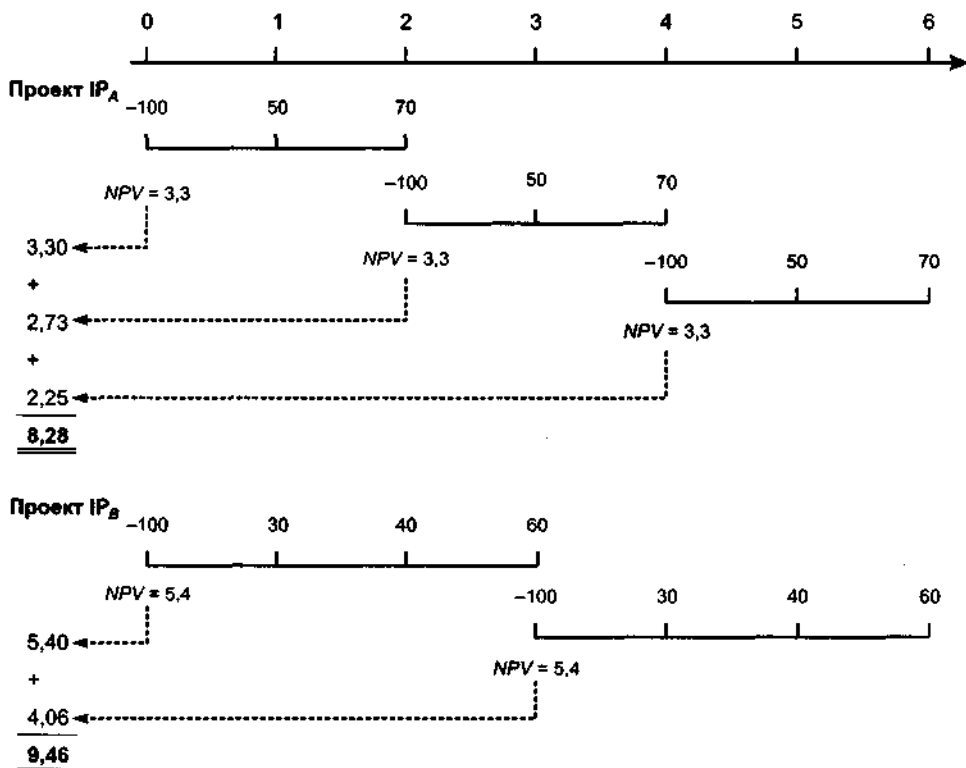 0 1 2 3 4 5 6
Проект IPA
–100 50 70
NPV = 3,3
–100 50 70
3,30
NPV = 3,3
–100 50 70
+
2,73
NPV = 3,3
+
2,25
8,28
Проект IPB
–100 30 40 60
NPV = 5,4
–100 30 40 60
5,40
NPV = 5,4
+
4,06
9,46